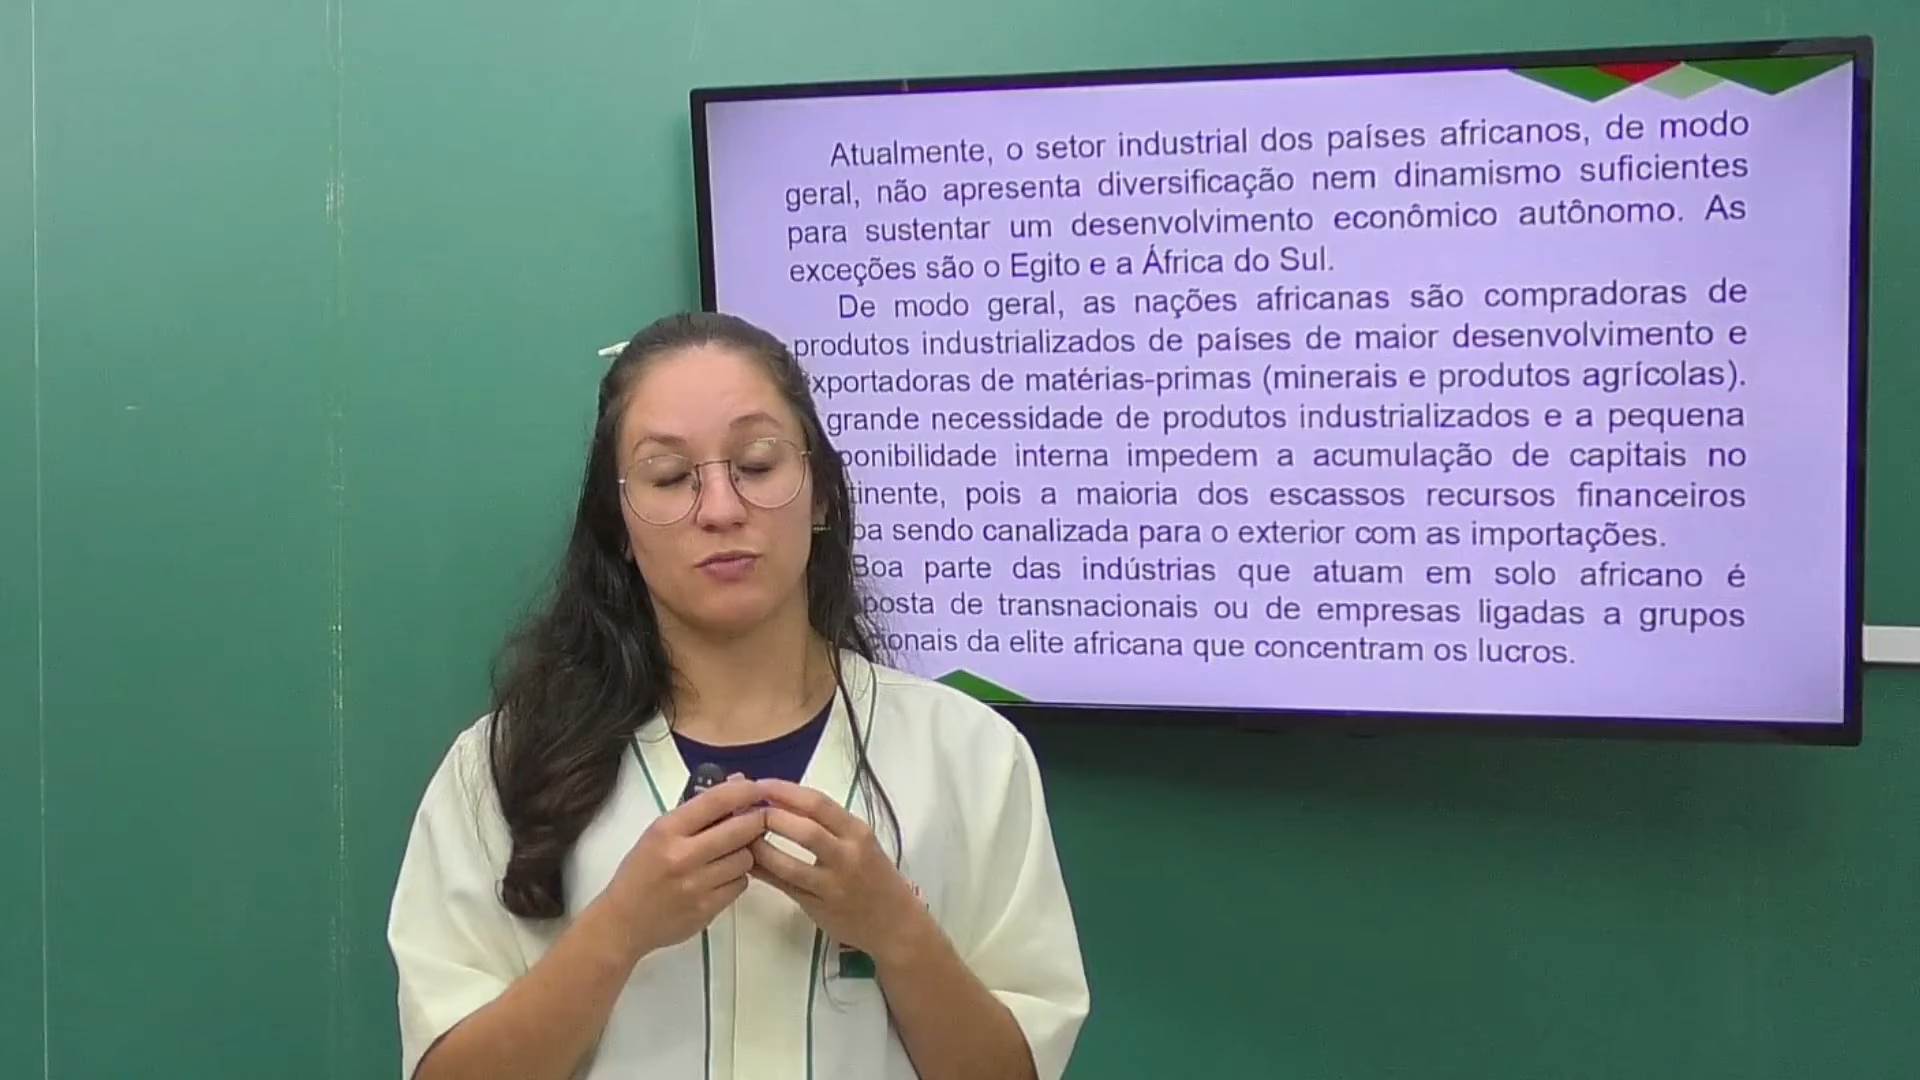 Atualmente, o setor industrial dos países africanos, de modo
geral, não apresenta diversificação nem dinamismo suficientes
para sustentar um desenvolvimento econômico autônomo. As
exceções são o Egito e a África do Sul.
De modo geral, as nações africanas são compradoras de
produtos industrializados de países de maior desenvolvimento e
xportadoras de matérias-primas (minerais e produtos agrícolas).
grande necessidade de produtos industrializados e a pequena
ponibilidade interna impedem a acumulação de capitais no
tinente, pois a maioria dos escassos recursos financeiros
ba sendo canalizada para o exterior com as importações.
Boa parte das indústrias que atuam em solo africano é
posta de transnacionais ou de empresas ligadas a grupos
cionais da elite africana que concentram os lucros.